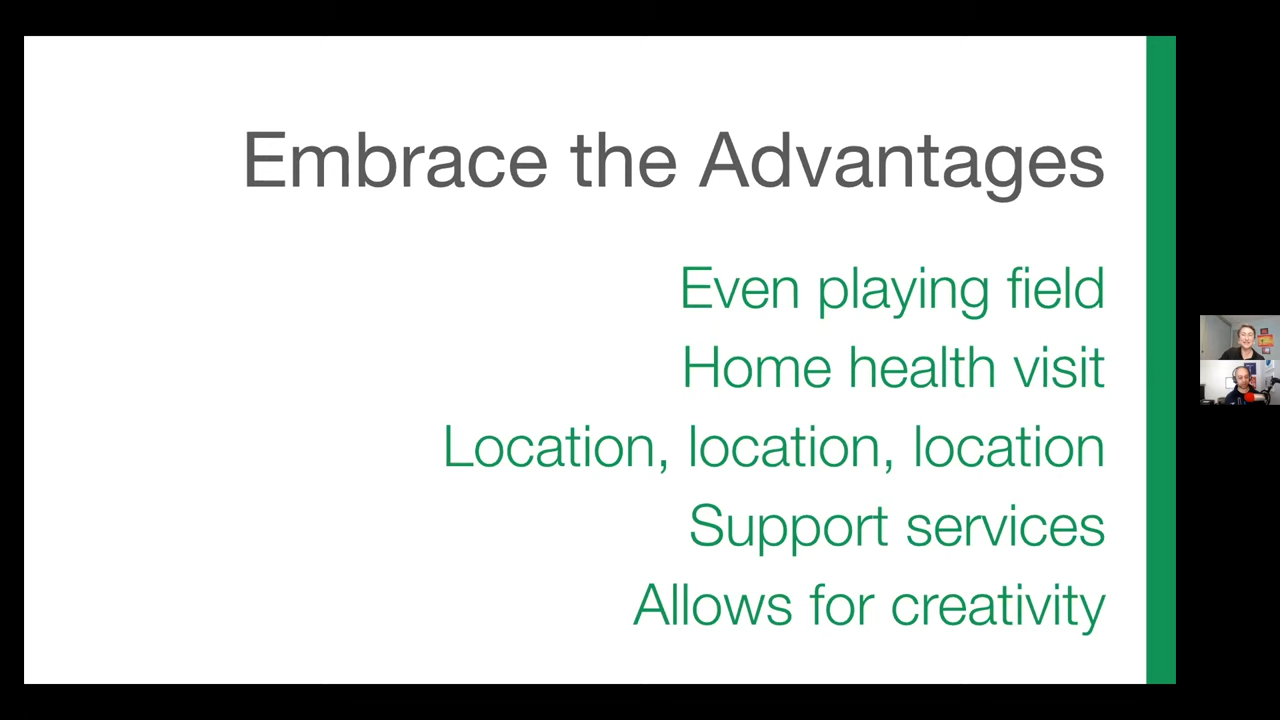 Embrace the Advantages
Even playing field
Home health visit
Location, location, location
Support services
Allows for creativity